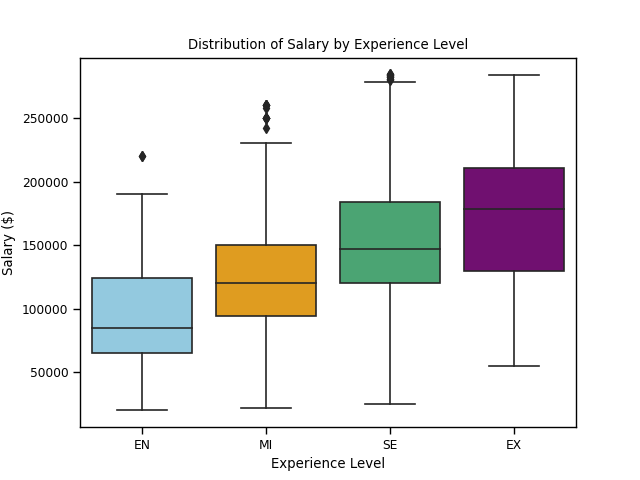 Distribution of Salary by Experience Level
Salary ($)
250000
200000
150000
100000
50000
EN MI SE EX
Experience Level